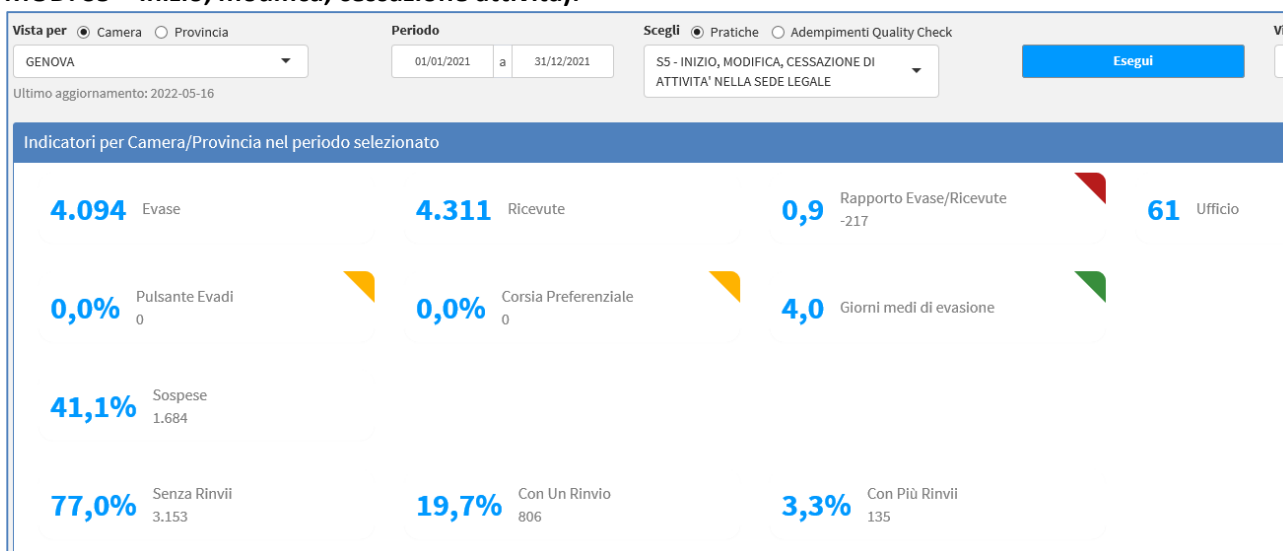 Vista per Camera Provincia Periodo Scegli Pratiche Adempimenti Quality Check
GENOVA 01/01/2021 a 31/12/2021 S5 - INIZIO, MODIFICA, CESSAZIONE DI Esegui
ATTIVITA' NELLA SEDE LEGALE
Ultimo aggiornamento: 2022-05-16
Indicatori per Camera/Provincia nel periodo selezionato
4.094 Evase 4.311 Ricevute 0,9 Rapporto Evase/Ricevute 61 Ufficio
-217
0,0% Pulsante Evadi 0,0% Corsia Preferenziale 4,0 Giorni medi di evasione
0 0
41,1% Sospese
1.684
77,0% Senza Rinvii 19,7% Con Un Rinvio 3,3% Con Più Rinvii
3.153 806 135